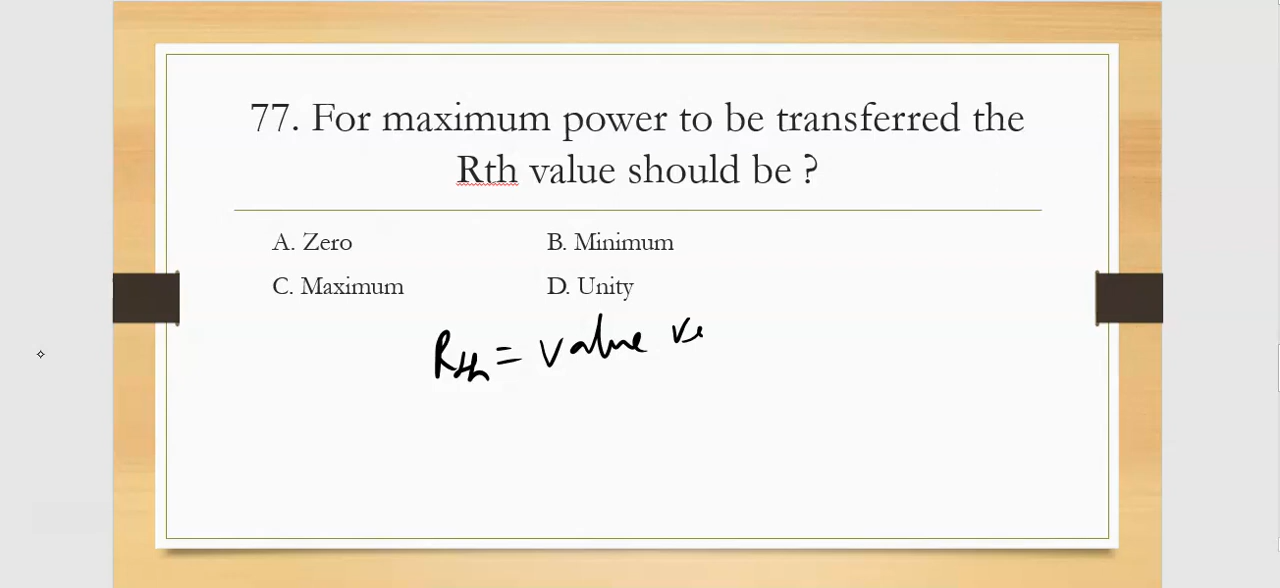 77. For maximum power to be transferred the
Rth value should be ?
A. Zero B. Minimum
C. Maximum D. Unity
Rth = value